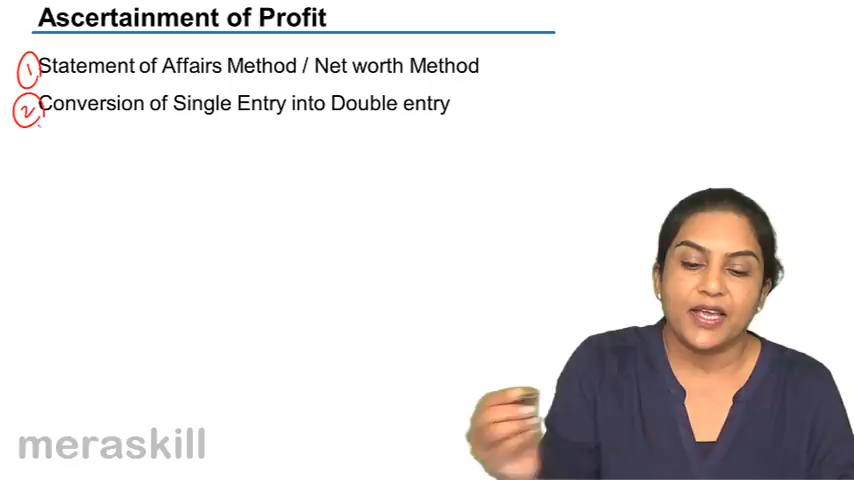 Ascertainment of Profit
1 Statement of Affairs Method / Net worth Method
2 Conversion of Single Entry into Double entry
meraskill